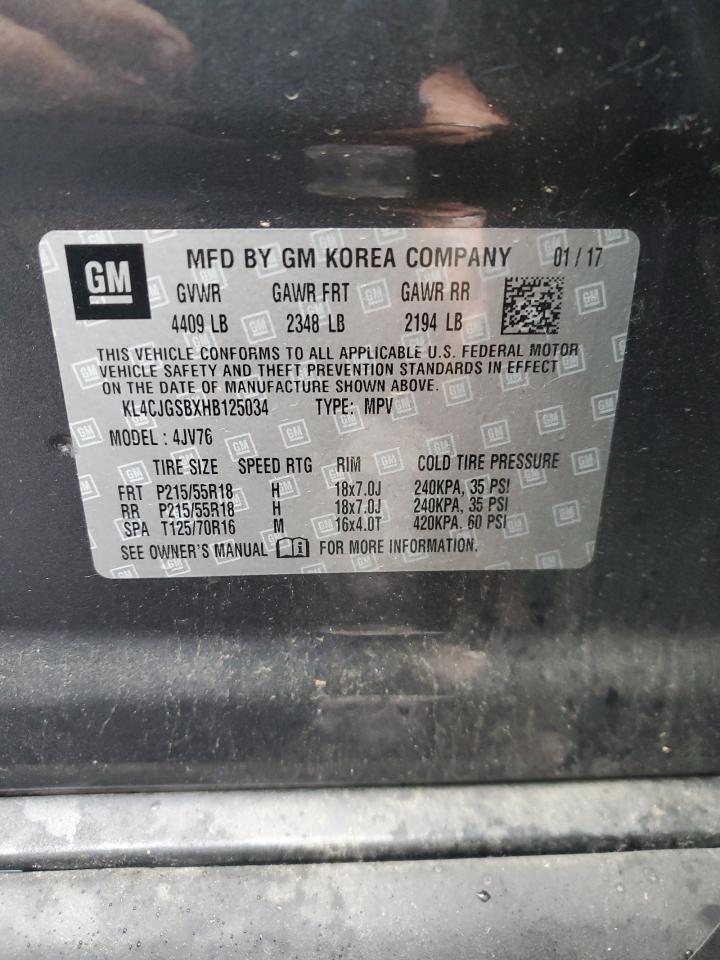 GM MFD BY GM KOREA COMPANY 01 / 17
GVWR GAWR FRT GAWR RR
4409 LB 2348 LB 2194 LB
THIS VEHICLE CONFORMS TO ALL APPLICABLE U.S. FEDERAL MOTOR
VEHICLE SAFETY AND THEFT PREVENTION STANDARDS IN EFFECT
ON THE DATE OF MANUFACTURE SHOWN ABOVE.
KL4CJGSBXHB125034 TYPE: MPV
MODEL : 4JV76
TIRE SIZE SPEED RTG RIM COLD TIRE PRESSURE
FRT P215/55R18 H 18x7.0J 240KPA, 35 PSI
RR P215/55R18 H 18x7.0J 240KPA, 35 PSI
SPA T125/70R16 M 16x4.0T 420KPA. 60 PSI
SEE OWNER'S MANUAL i FOR MORE INFORMATION.